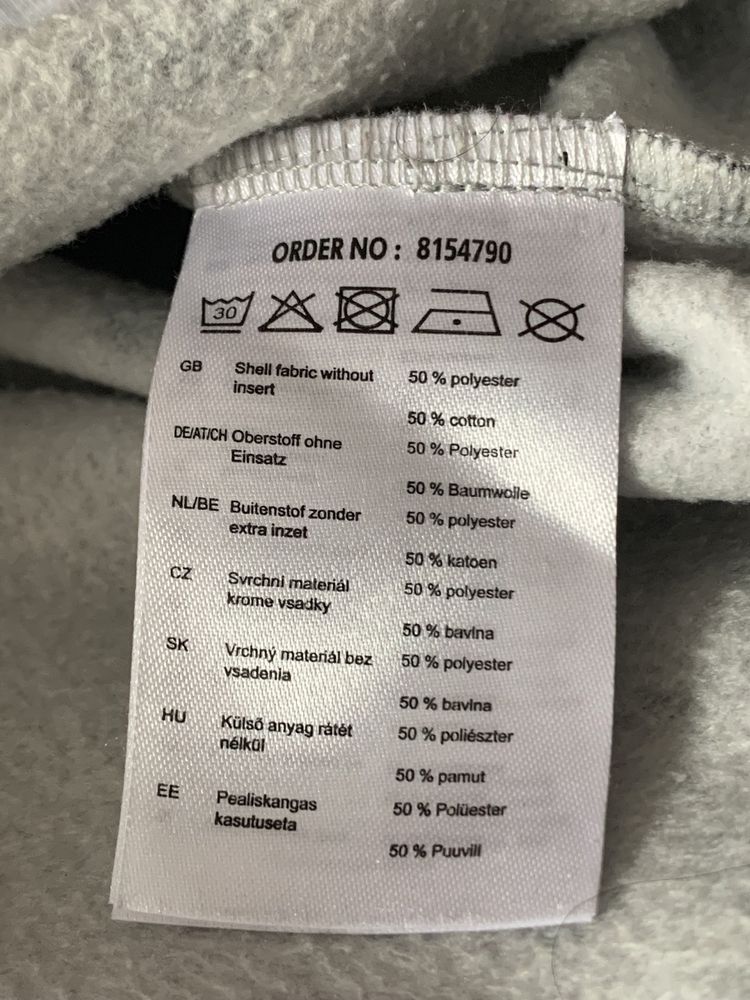 ORDER NO : 8154790
30
GB Shell fabric without 50 % polyester
insert
50 % cotton
DE/AT/CH Oberstoff ohne 50 % Polyester
Einsatz
50 % Baumwolle
NL/BE Buitenstof zonder 50 % polyester
extra inzet
50 % katoen
CZ Svrchni materiál 50 % polyester
krome vsadky
50 % bavlna
SK Vrchný materiál bez 50 % polyester
vsadenia
50 % bavlna
HU Külső anyag rátét 50 % poliészter
nélkül
50 % pamut
EE Pealiskangas 50 % Polüester
kasutuseta
50 % Puuvill